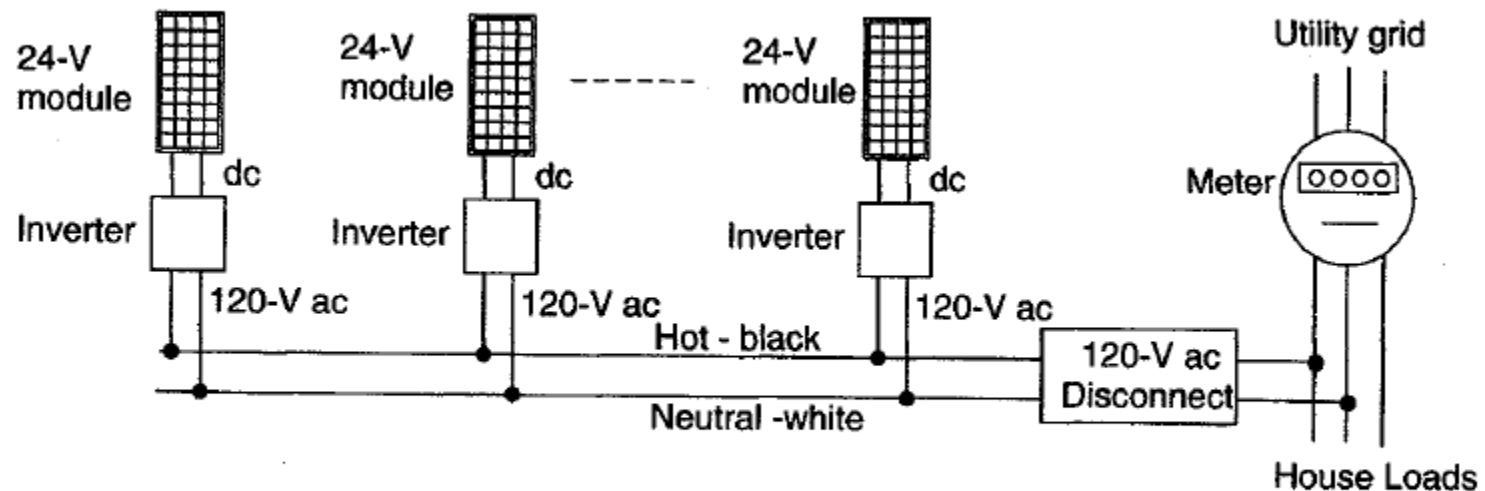 24-V
module
24-V
module
24-V
module
Utility grid
dc
dc
dc
Meter
0000
Inverter
Inverter
Inverter
120-V ac
120-V ac
120-V ac
Hot - black
120-V ac
Disconnect
Neutral -white
House Loads